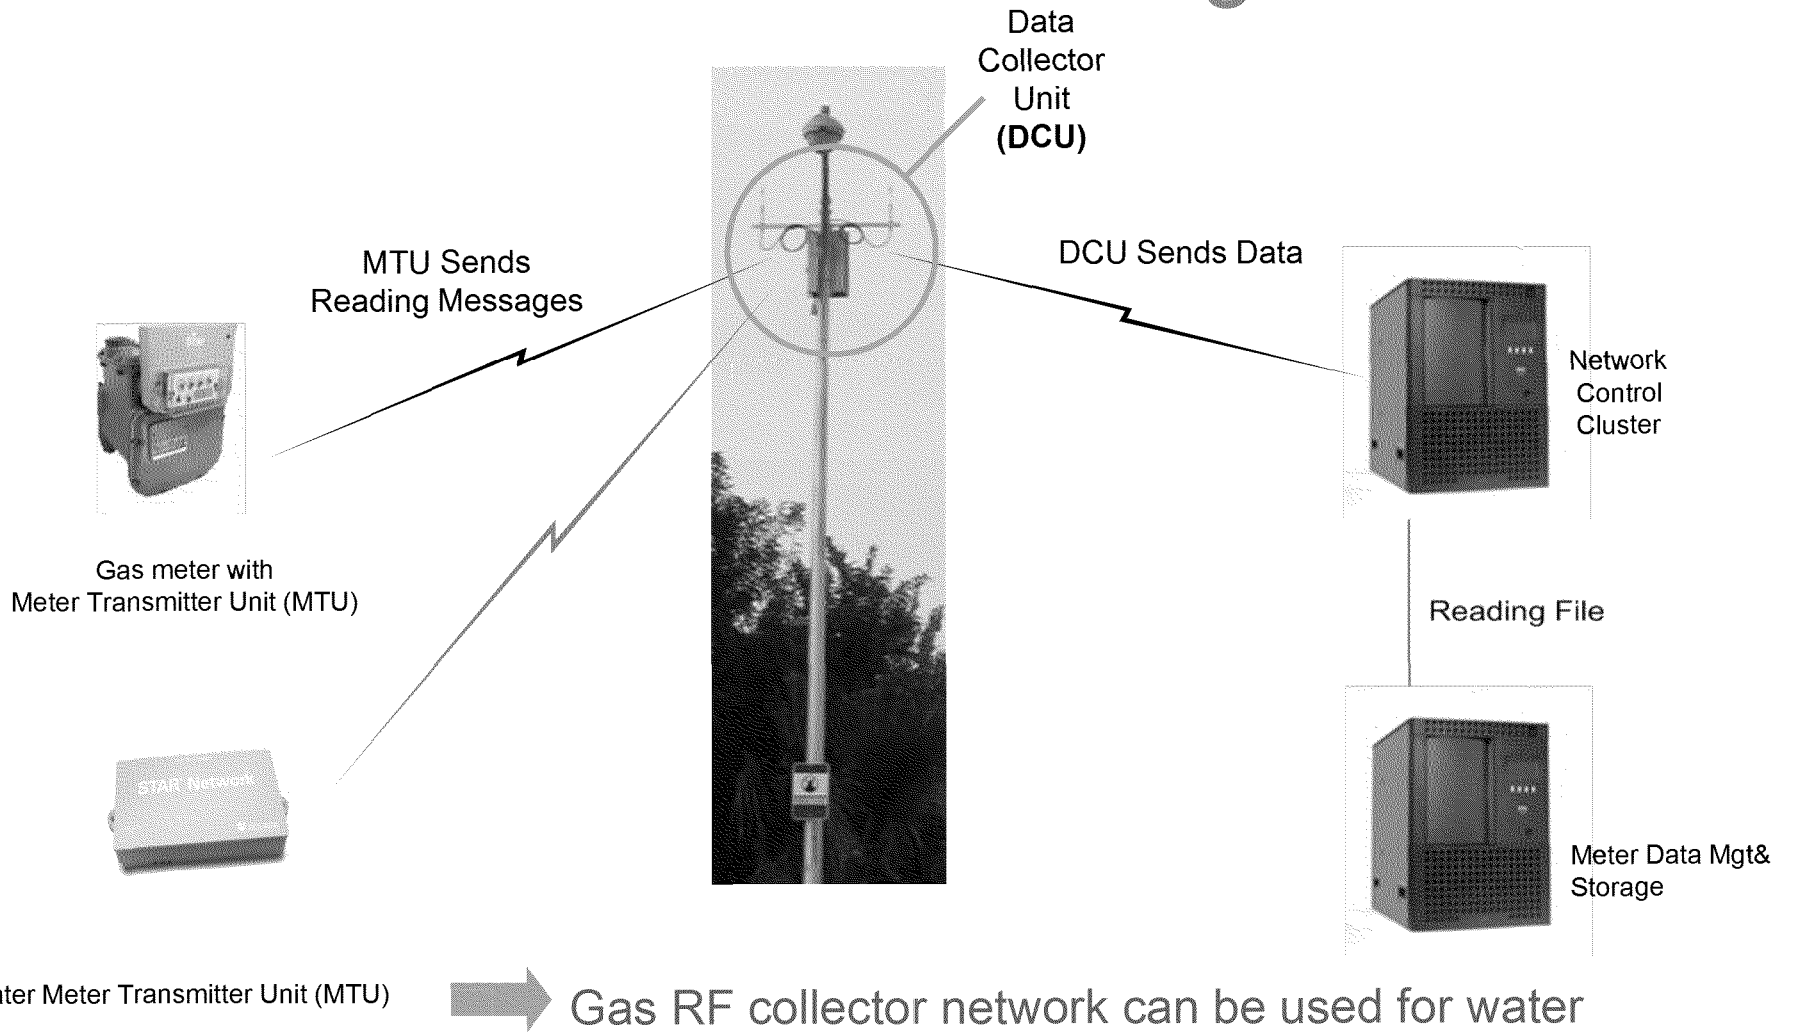 Data
Collector
Unit
(DCU)
MTU Sends
Reading Messages
DCU Sends Data
Network
Control
Cluster
Gas meter with
Meter Transmitter Unit (MTU)
Reading File
STAR Network
Meter Data Mgt&
Storage
ater Meter Transmitter Unit (MTU)
Gas RF collector network can be used for water